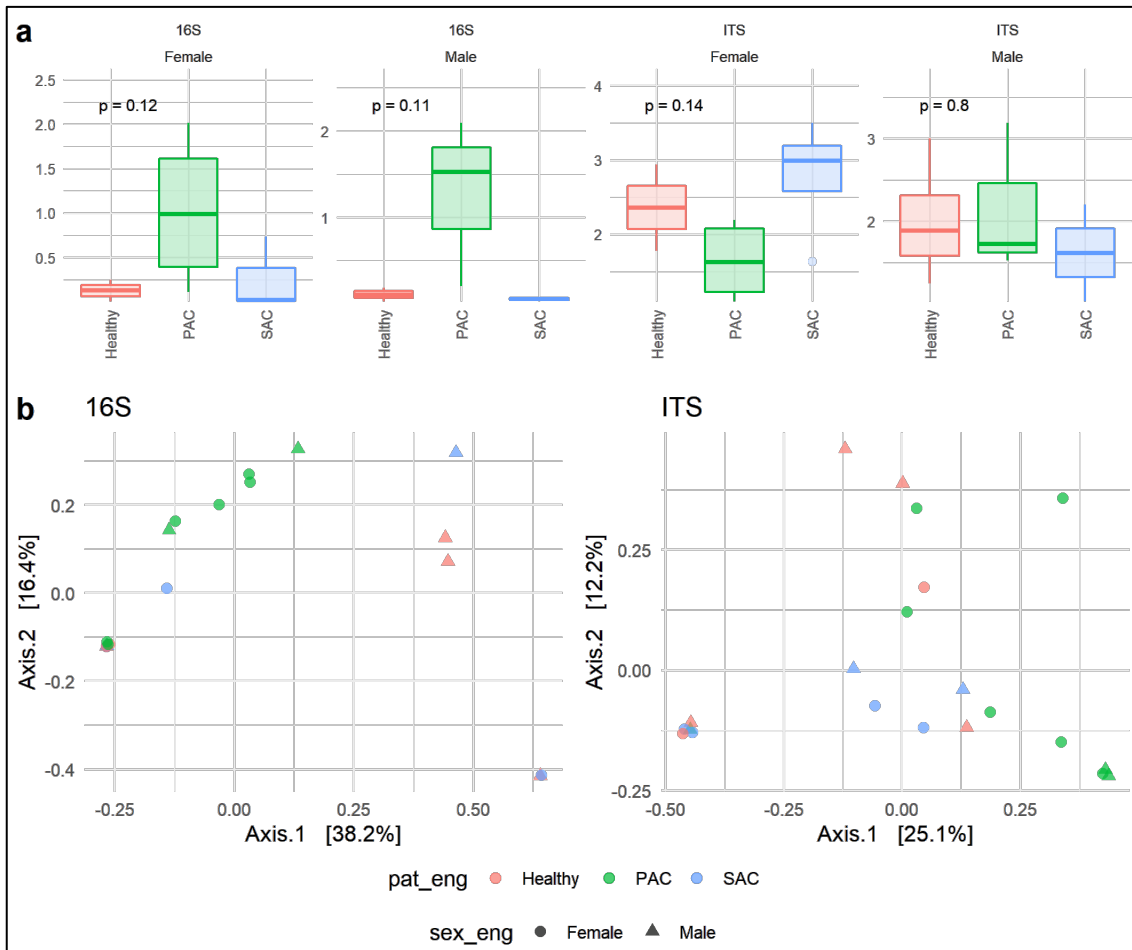 a
16S 16S ITS ITS
Female Male Female Male
2.5
2.0
1.5
1.0
0.5
p = 0.12
Healthy PAC SAC
2
1
p = 0.11
Healthy PAC SAC
4
3
2
p = 0.14
Healthy PAC SAC
3
2
p = 0.8
Healthy PAC SAC
b
16S
Axis.2 [16.4%]
0.2
0.0
-0.2
-0.4
-0.25 0.00 0.25 0.50
Axis.1 [38.2%]
ITS
Axis.2 [12.2%]
0.25
0.00
-0.25
-0.50 -0.25 0.00 0.25
Axis.1 [25.1%]
pat_eng Healthy PAC SAC
sex_eng Female Male